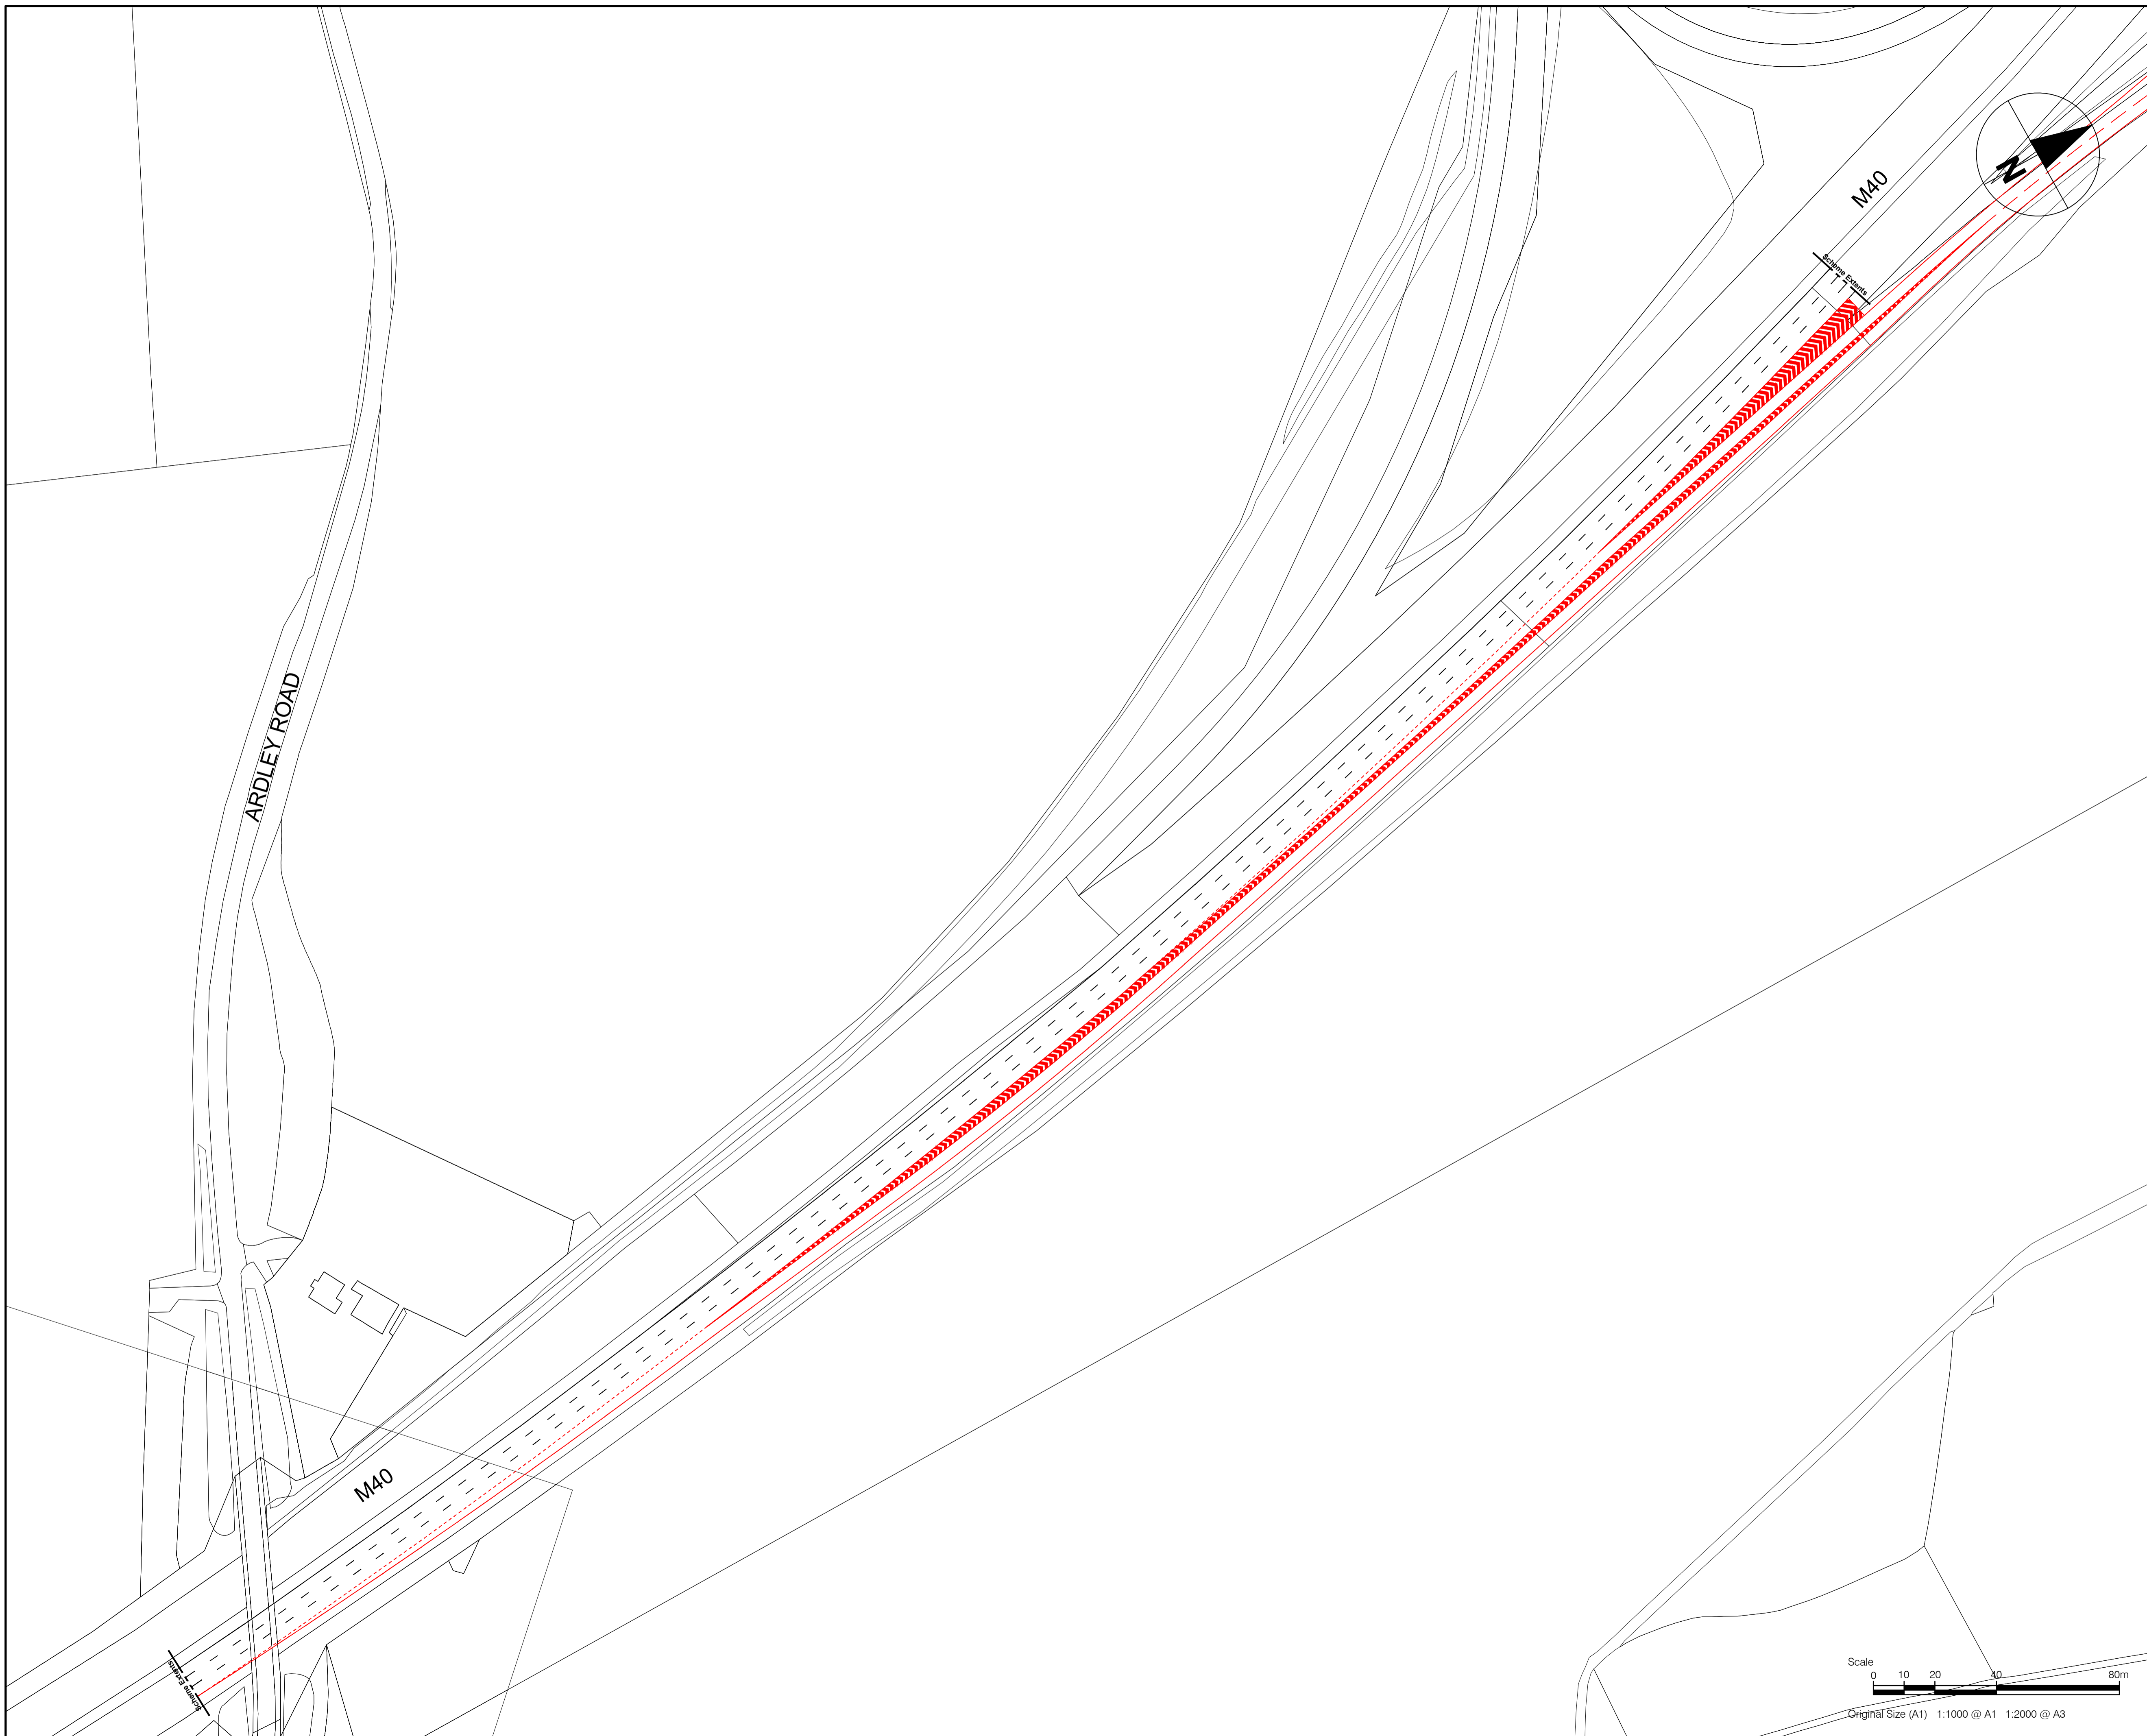 M40
N
Scheme Extents
ARDLEY ROAD
M40
Scheme Extents
Scale
0 10 20 40 80m
Original Size (A1) 1:1000 @ A1 1:2000 @ A3